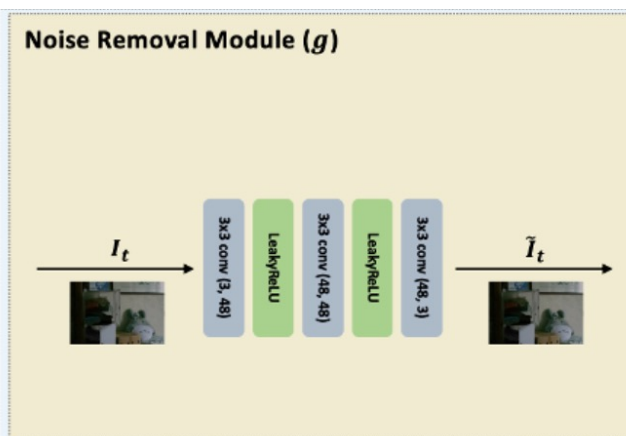 Noise Removal Module (g)
I_t
3x3 conv (3, 48)
LeakyReLU
3x3 conv (48, 48)
LeakyReLU
3x3 conv (48, 3)
Ĩ_t